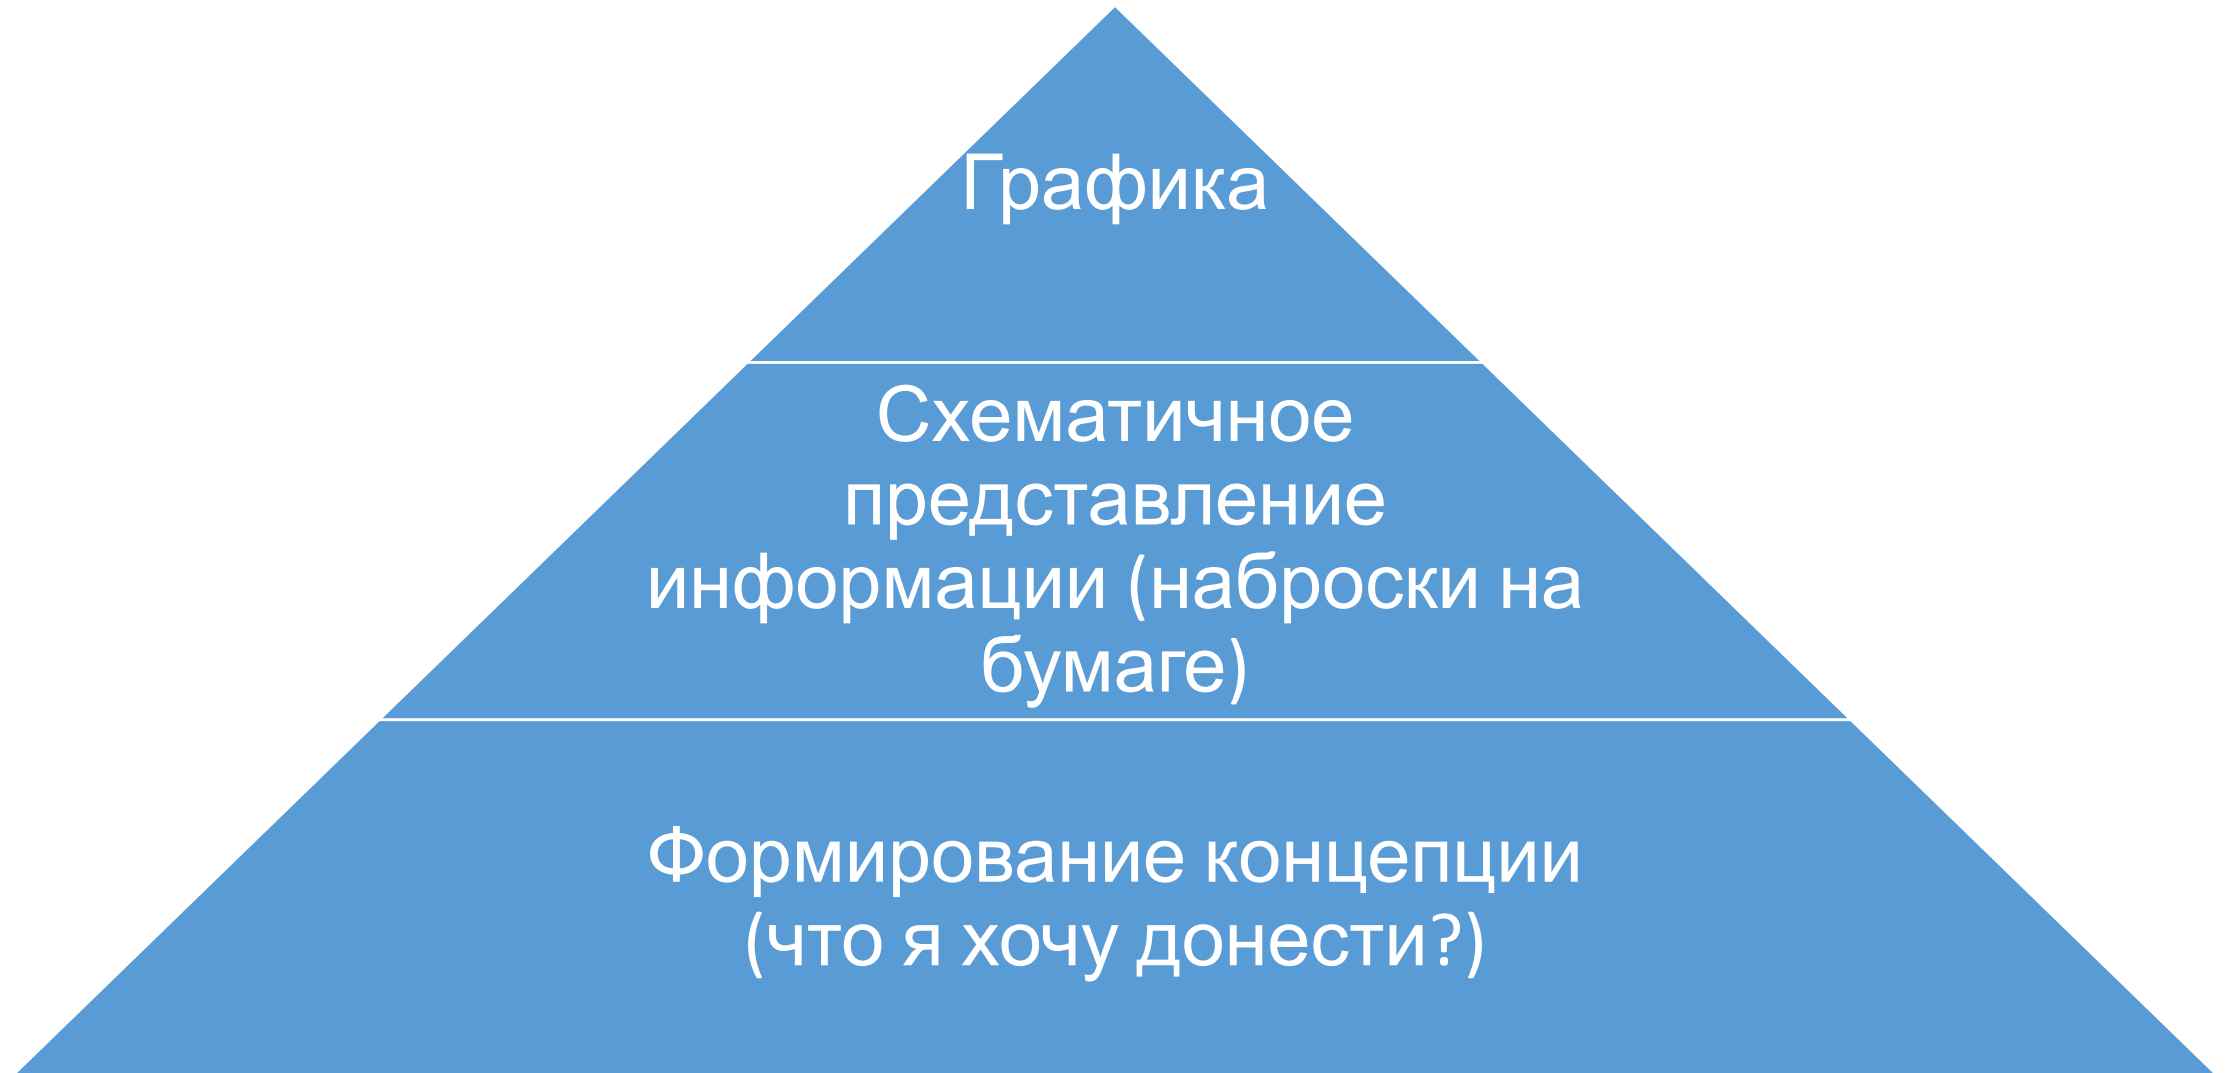 Графика
Схематичное
представление
информации (наброски на
бумаге)
Формирование концепции
(что я хочу донести?)